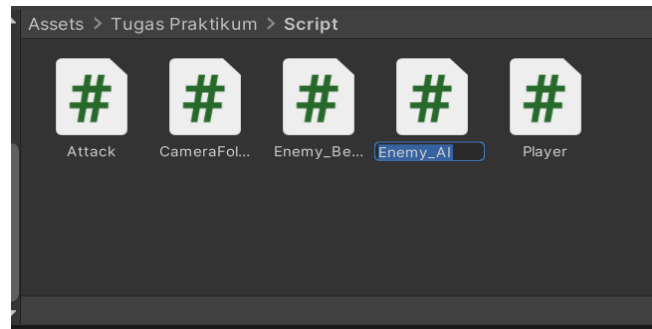 Assets > Tugas Praktikum > Script
# # # # #
Attack CameraFol... Enemy_Be... Enemy_AI Player